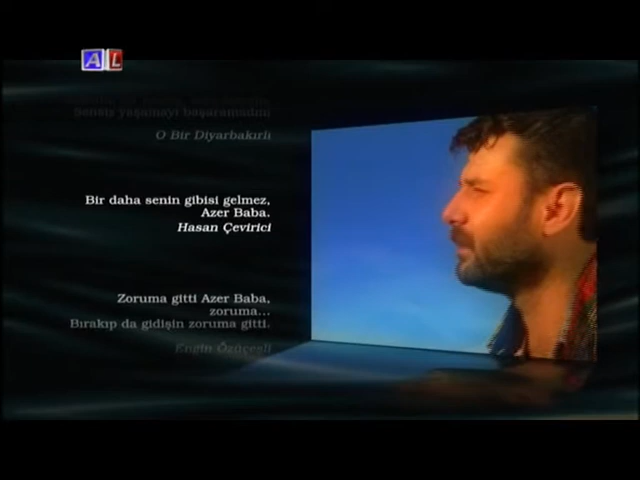 AL
Sensiz yaşamayı başaramadım
O Bir Diyarbakırlı
Bir daha senin gibisi gelmez,
Azer Baba.
Hasan Çevirici
Zoruma gitti Azer Baba,
zoruma...
Bırakıp da gidişin zoruma gitti.
Engin